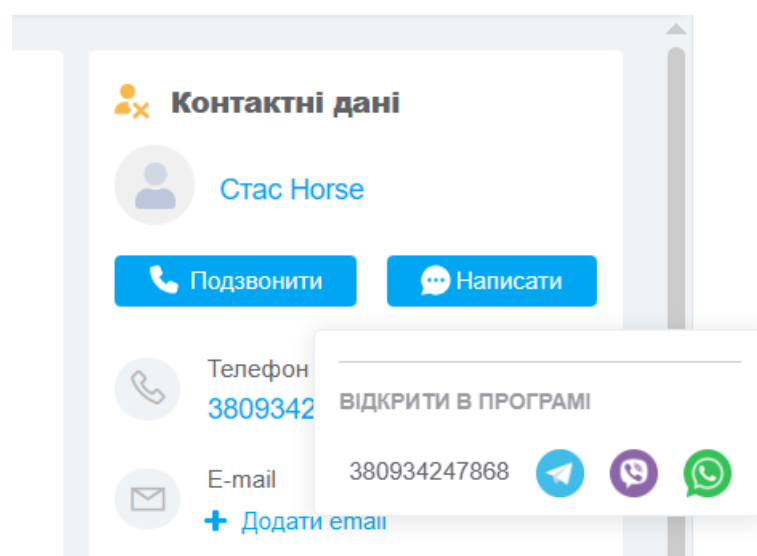 Контактні дані
Стас Horse
Подзвонити
Написати
Телефон
3809342
ВІДКРИТИ В ПРОГРАМІ
380934247868
E-mail
Додати email